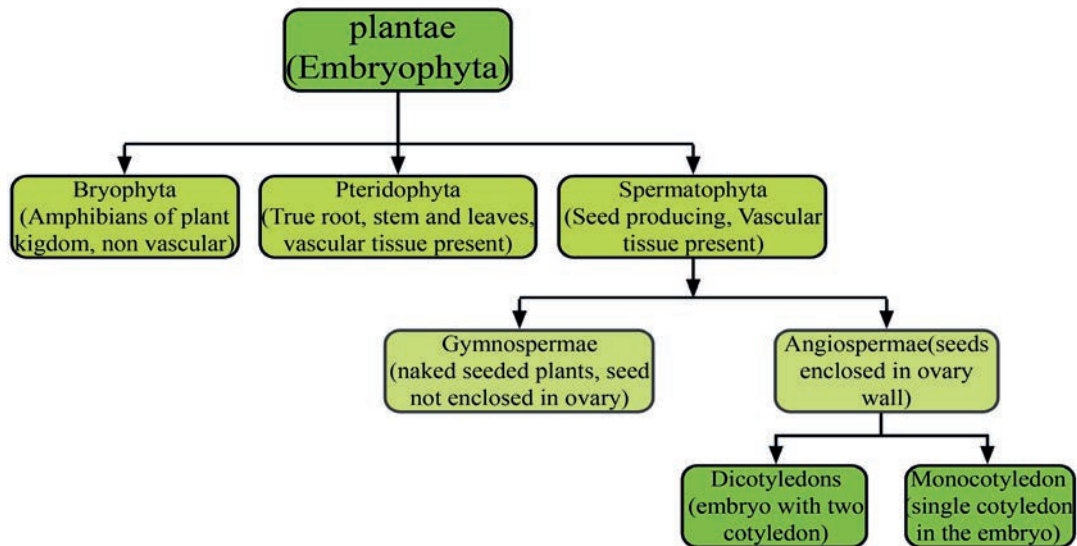 plantae
(Embryophyta)
Bryophyta
(Amphibians of plant
kigdom, non vascular)
Pteridophyta
(True root, stem and leaves,
vascular tissue present)
Spermatophyta
(Seed producing, Vascular
tissue present)
Gymnospermae
(naked seeded plants, seed
not enclosed in ovary)
Angiospermae(seeds
enclosed in ovary
wall)
Dicotyledons
(embryo with two
cotyledon)
Monocotyledon
(single cotyledon
in the embryo)